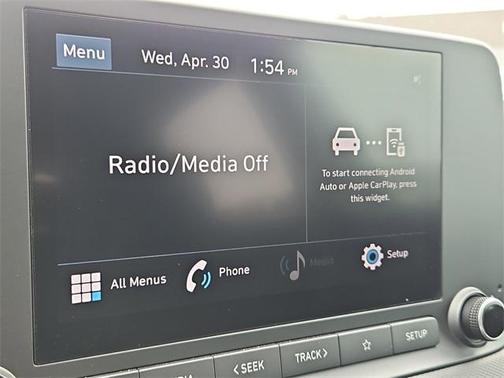 Menu
Wed, Apr. 30
1:54 PM
Radio/Media Off
To start connecting Android
Auto or Apple CarPlay, press
this widget.
All Menus
Phone
Media
Setup
< SEEK
TRACK >
SETUP